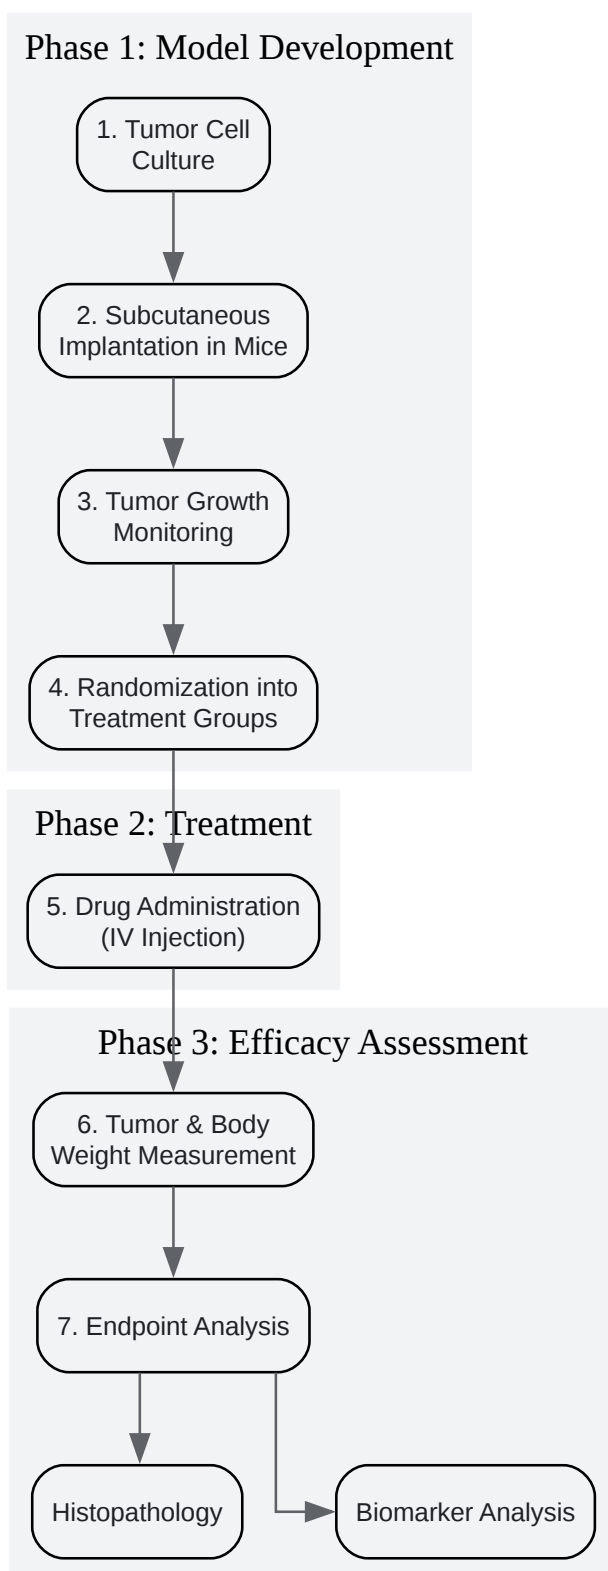 Phase 1: Model Development
1. Tumor Cell
Culture
2. Subcutaneous
Implantation in Mice
3. Tumor Growth
Monitoring
4. Randomization into
Treatment Groups
Phase 2: Treatment
5. Drug Administration
(IV Injection)
Phase 3: Efficacy Assessment
6. Tumor & Body
Weight Measurement
7. Endpoint Analysis
Histopathology
Biomarker Analysis